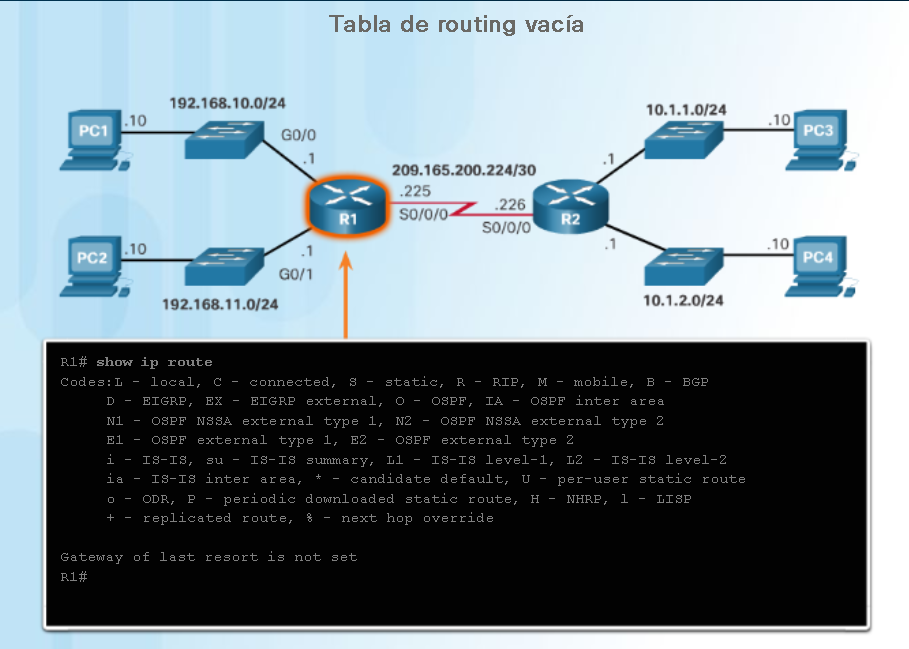 Tabla de routing vacía
192.168.10.0/24
10.1.1.0/24
PC1
.10
G0/0
.1
209.165.200.224/30
.225
S0/0/0
R1
.226
S0/0/0
R2
.1
.10
PC3
PC2
.10
.1
G0/1
192.168.11.0/24
.1
.10
PC4
10.1.2.0/24
R1# show ip route
Codes:L - local, C - connected, S - static, R - RIP, M - mobile, B - BGP
D - EIGRP, EX - EIGRP external, O - OSPF, IA - OSPF inter area
N1 - OSPF NSSA external type 1, N2 - OSPF NSSA external type 2
E1 - OSPF external type 1, E2 - OSPF external type 2
i - IS-IS, su - IS-IS summary, L1 - IS-IS level-1, L2 - IS-IS level-2
ia - IS-IS inter area, * - candidate default, U - per-user static route
o - ODR, P - periodic downloaded static route, H - NHRP, l - LISP
+ - replicated route, % - next hop override
Gateway of last resort is not set
R1#